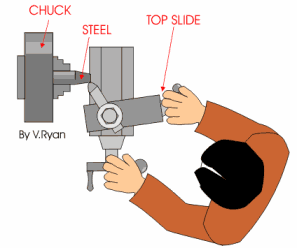 CHUCK
STEEL
TOP SLIDE
By V.Ryan